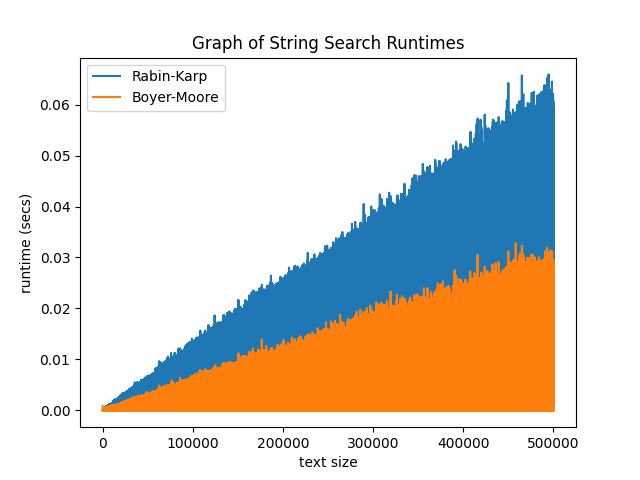 Graph of String Search Runtimes
Rabin-Karp
Boyer-Moore
runtime (secs)
0.06
0.05
0.04
0.03
0.02
0.01
0.00
0 100000 200000 300000 400000 500000
text size